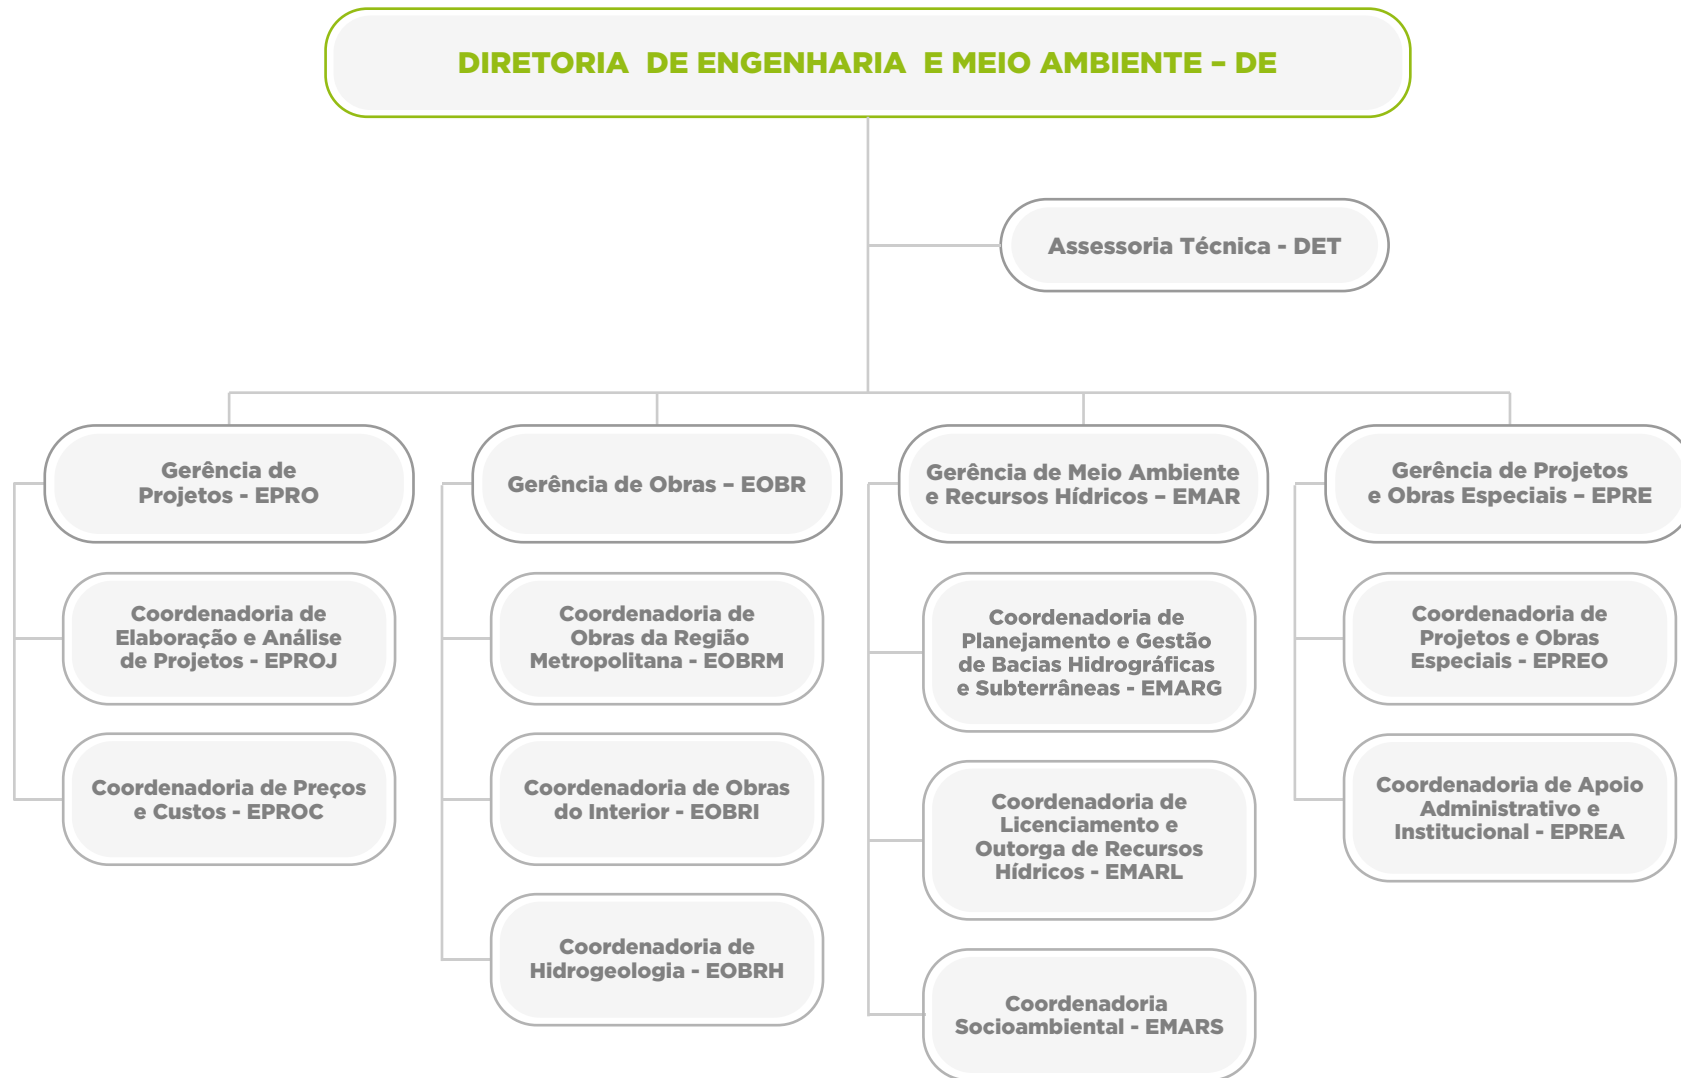 DIRETORIA DE ENGENHARIA E MEIO AMBIENTE – DE
Assessoria Técnica - DET
Gerência de
Projetos - EPRO
Coordenadoria de
Elaboração e Análise
de Projetos - EPROJ
Coordenadoria de Preços
e Custos - EPROC
Gerência de Obras – EOBR
Coordenadoria de
Obras da Região
Metropolitana - EOBRM
Coordenadoria de Obras
do Interior - EOBRI
Coordenadoria de
Hidrogeologia - EOBRH
Gerência de Meio Ambiente
e Recursos Hídricos – EMAR
Coordenadoria de
Planejamento e Gestão
de Bacias Hidrográficas
e Subterrâneas - EMARG
Coordenadoria de
Licenciamento e
Outorga de Recursos
Hídricos - EMARL
Coordenadoria
Socioambiental - EMARS
Gerência de Projetos
e Obras Especiais – EPRE
Coordenadoria de
Projetos e Obras
Especiais - EPREO
Coordenadoria de Apoio
Administrativo e
Institucional - EPREA